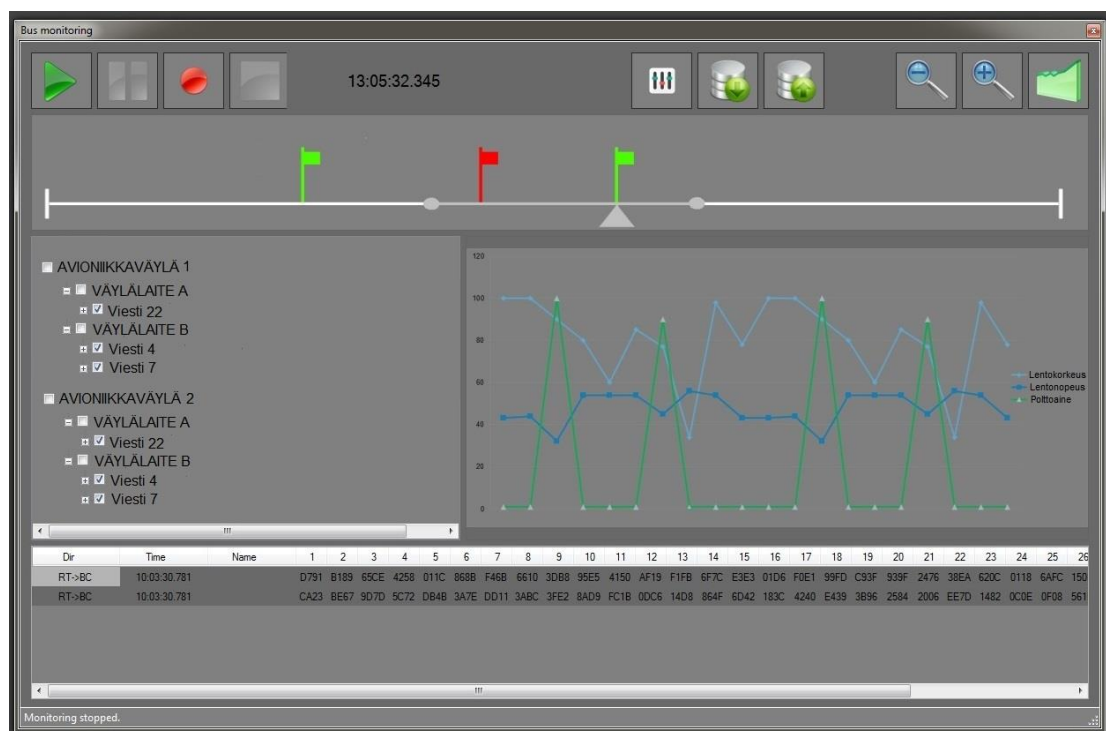 Bus monitoring
13:05:32.345
AVIONIIKKAVÄYLÄ 1
VÄYLÄLAITE A
Viesti 22
VÄYLÄLAITE B
Viesti 4
Viesti 7
AVIONIIKKAVÄYLÄ 2
VÄYLÄLAITE A
Viesti 22
VÄYLÄLAITE B
Viesti 4
Viesti 7
120
100
80
60
40
20
0
Lentokorkeus
Lentonopeus
Polttoaine
Dir Time Name 1 2 3 4 5 6 7 8 9 10 11 12 13 14 15 16 17 18 19 20 21 22 23 24 25 26
RT->BC 10:03:30.781 D791 B189 65CE 4258 011C 868B F46B 6610 3DB8 95E5 4150 AF19 F1FB 6F7C E3E3 01D6 F0E1 99FD C93F 939F 2476 38EA 620C 0118 6AFC 150
RT->BC 10:03:30.781 CA23 BE67 9D7D 5C72 DB4B 3A7E DD11 3ABC 3FE2 8AD9 FC1B 0DC6 14D8 864F 6D42 183C 4240 E439 3B96 2584 2006 EE7D 1482 0C0E 0F08 561
Monitoring stopped.